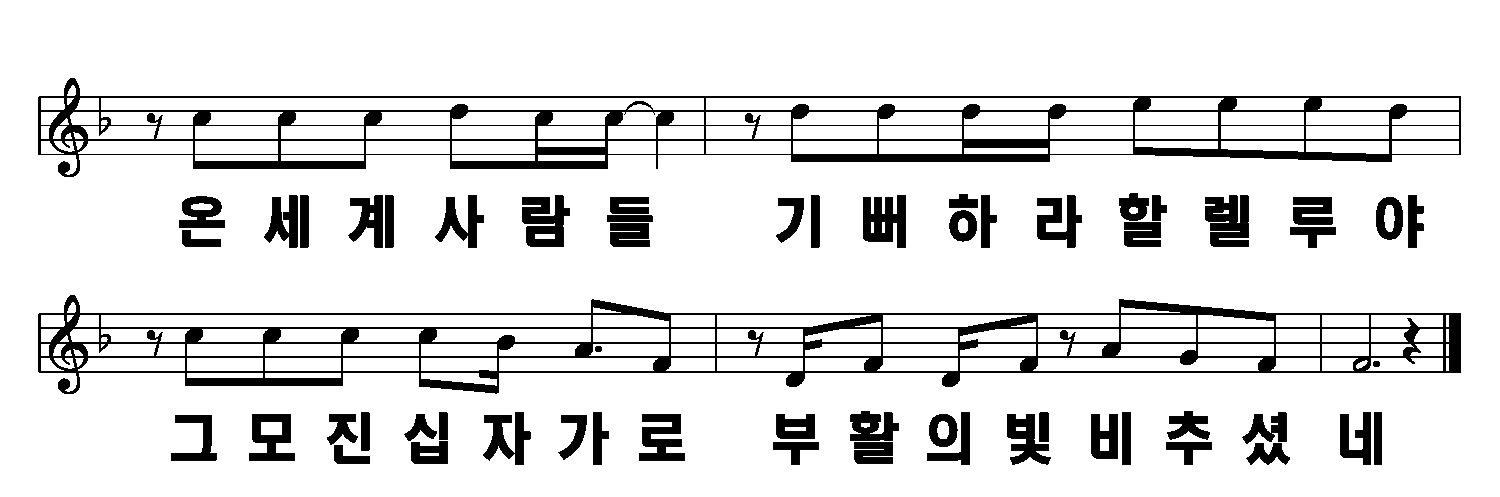 온 세 계 사 람 들 기 뻐 하 라 할 렐 루 야
그 모 진 십 자 가 로 부 활 의 빛 비 추 셨 네